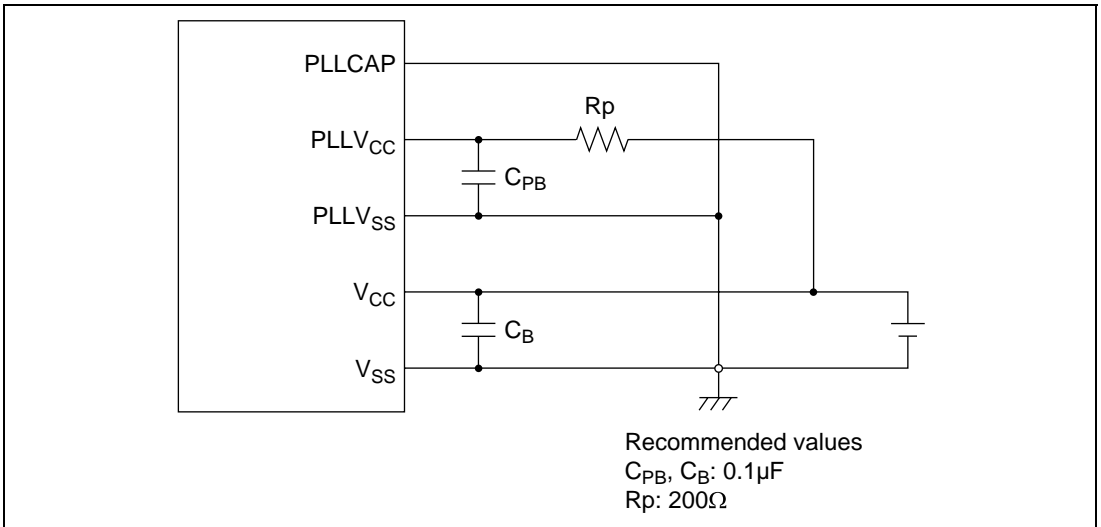 PLLCAP
Rp
PLLVCC
CPB
PLLVSS
VCC
CB
VSS
Recommended values
CPB, CB: 0.1µF
Rp: 200Ω